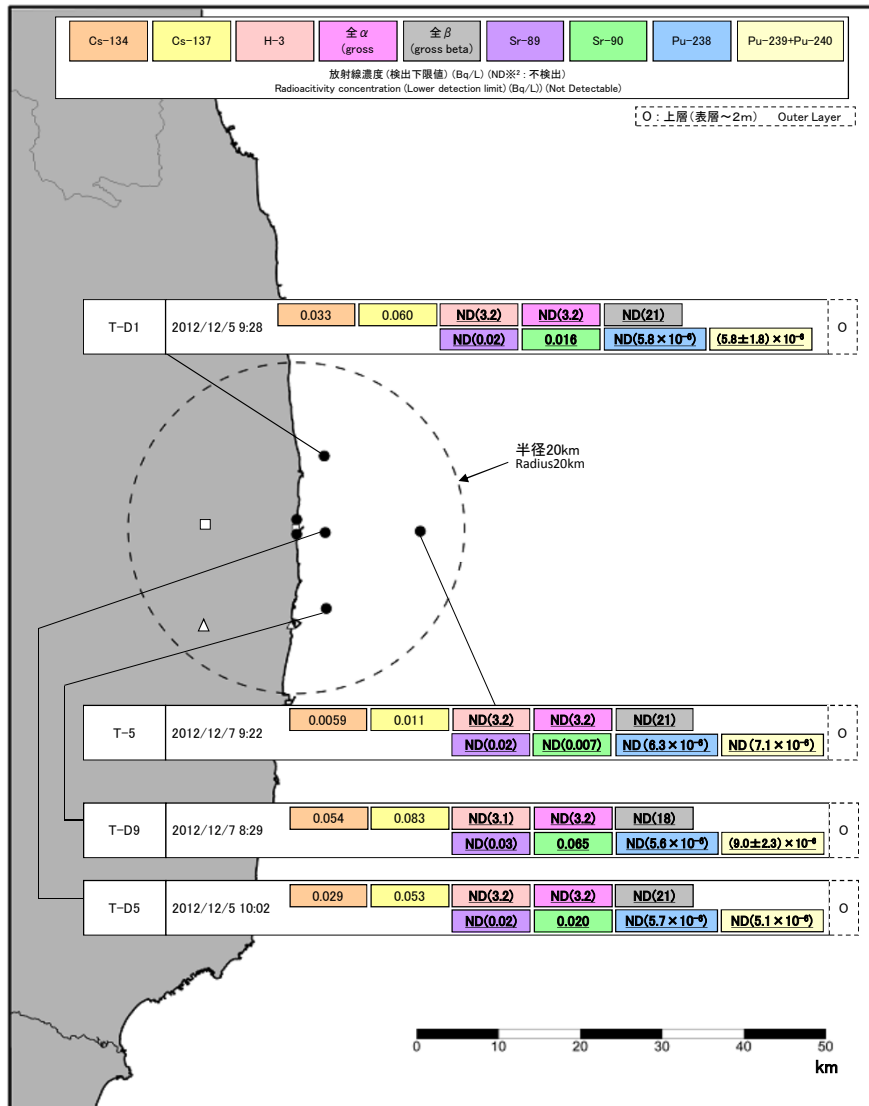 Cs-134 Cs-137 H-3 全α 全β Sr-89 Sr-90 Pu-238 Pu-239+Pu-240
(gross (gross beta)
放射線濃度(検出下限値) (Bq/L) (ND※²:不検出)
Radioacitivity concentration (Lower detection limit) (Bq/L)) (Not Detectable)
O:上層(表層～2m) Outer Layer
T-D1 2012/12/5 9:28 0.033 0.060 ND(3.2) ND(3.2) ND(21) O
ND(0.02) 0.016 ND(5.8×10⁻⁶) (5.8±1.8)×10⁻⁶
半径20km
Radius20km
T-5 2012/12/7 9:22 0.0059 0.011 ND(3.2) ND(3.2) ND(21) O
ND(0.02) ND(0.007) ND(6.3×10⁻⁶) ND(7.1×10⁻⁶)
T-D9 2012/12/7 8:29 0.054 0.083 ND(3.1) ND(3.2) ND(18) O
ND(0.03) 0.065 ND(5.6×10⁻⁶) (9.0±2.3)×10⁻⁶
T-D5 2012/12/5 10:02 0.029 0.053 ND(3.2) ND(3.2) ND(21) O
ND(0.02) 0.020 ND(5.7×10⁻⁶) ND(5.1×10⁻⁶)
0 10 20 30 40 50
km